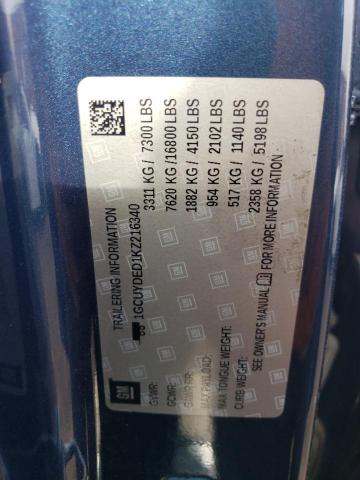 TRAILERING INFORMATION
1GCUYDED1KZ216340
GVWR: 3311 KG / 7300 LBS
GCWR: 7620 KG /16800 LBS
GAWR RR: 1882 KG / 4150 LBS
MAX PAYLOAD: 954 KG / 2102 LBS
MAX TONGUE WEIGHT: 517 KG / 1140 LBS
CURB WEIGHT: 2358 KG / 5198 LBS
SEE OWNER'S MANUAL FOR MORE INFORMATION
GM